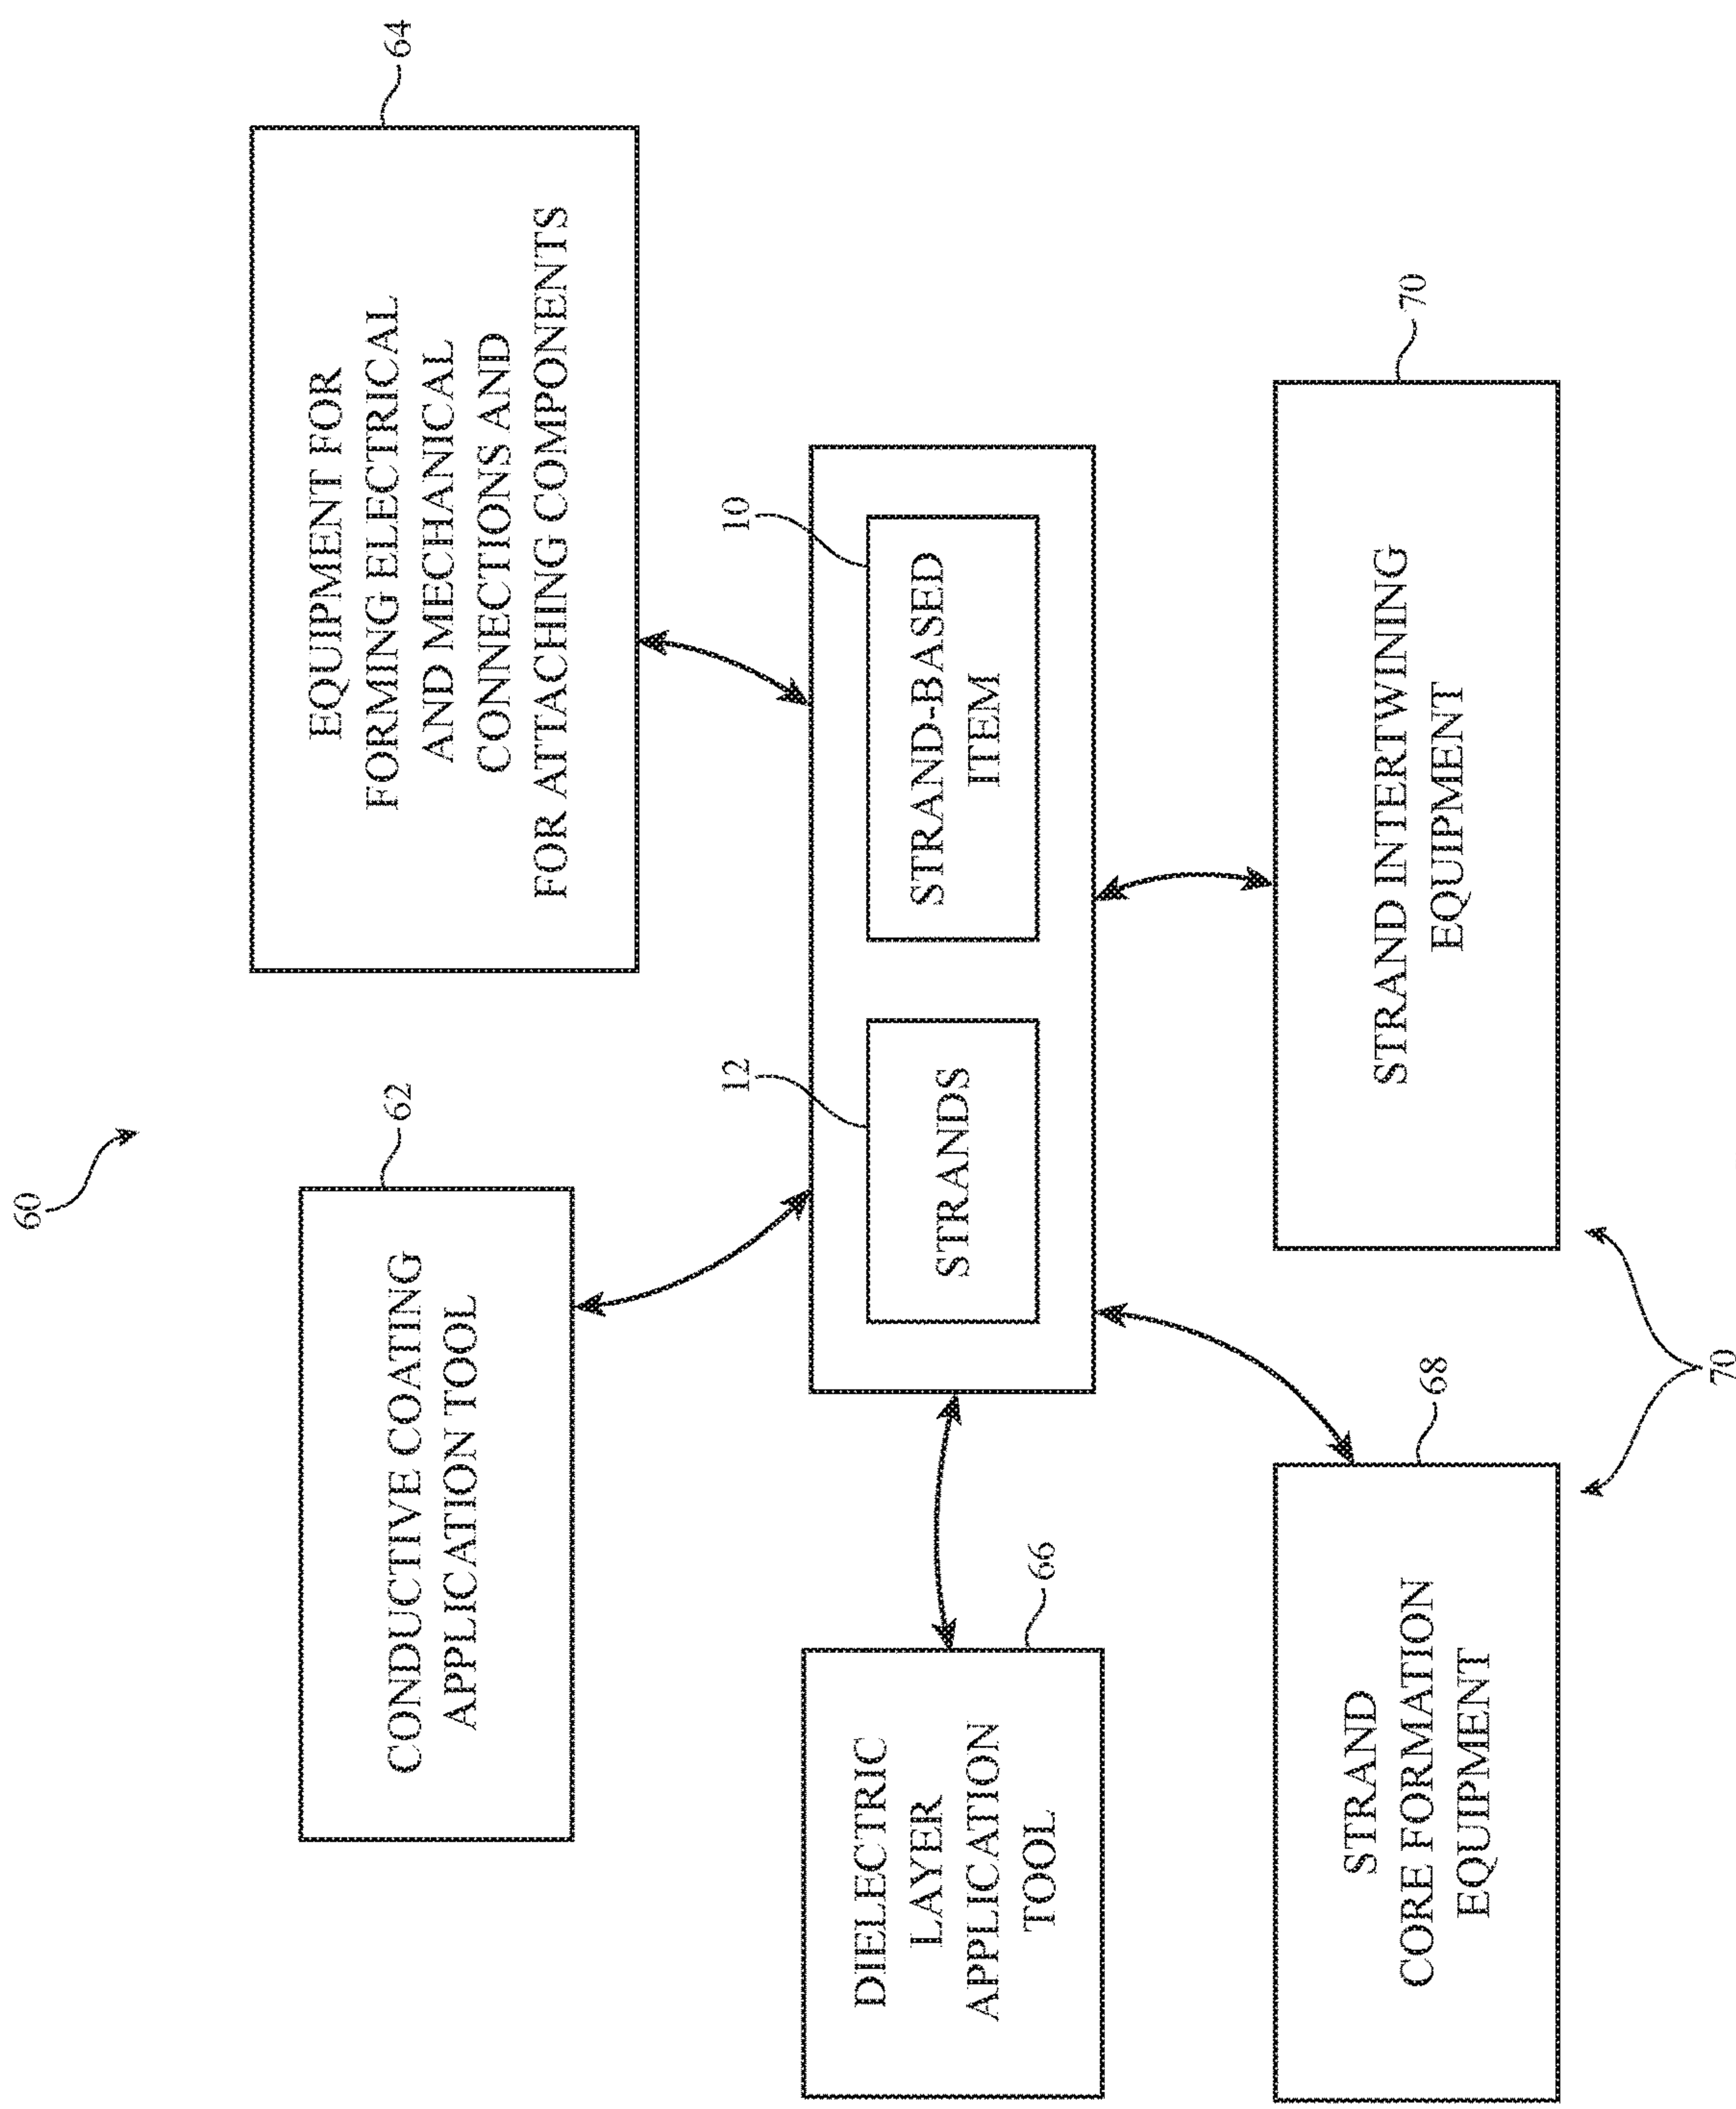 60
62
CONDUCTIVE COATING
APPLICATION TOOL
64
EQUIPMENT FOR
FORMING ELECTRICAL
AND MECHANICAL
CONNECTIONS AND
FOR ATTACHING COMPONENTS
66
DIELECTRIC
LAYER
APPLICATION
TOOL
12
STRANDS
10
STRAND-BASED
ITEM
68
STRAND
CORE FORMATION
EQUIPMENT
70
STRAND INTERTWINING
EQUIPMENT
70